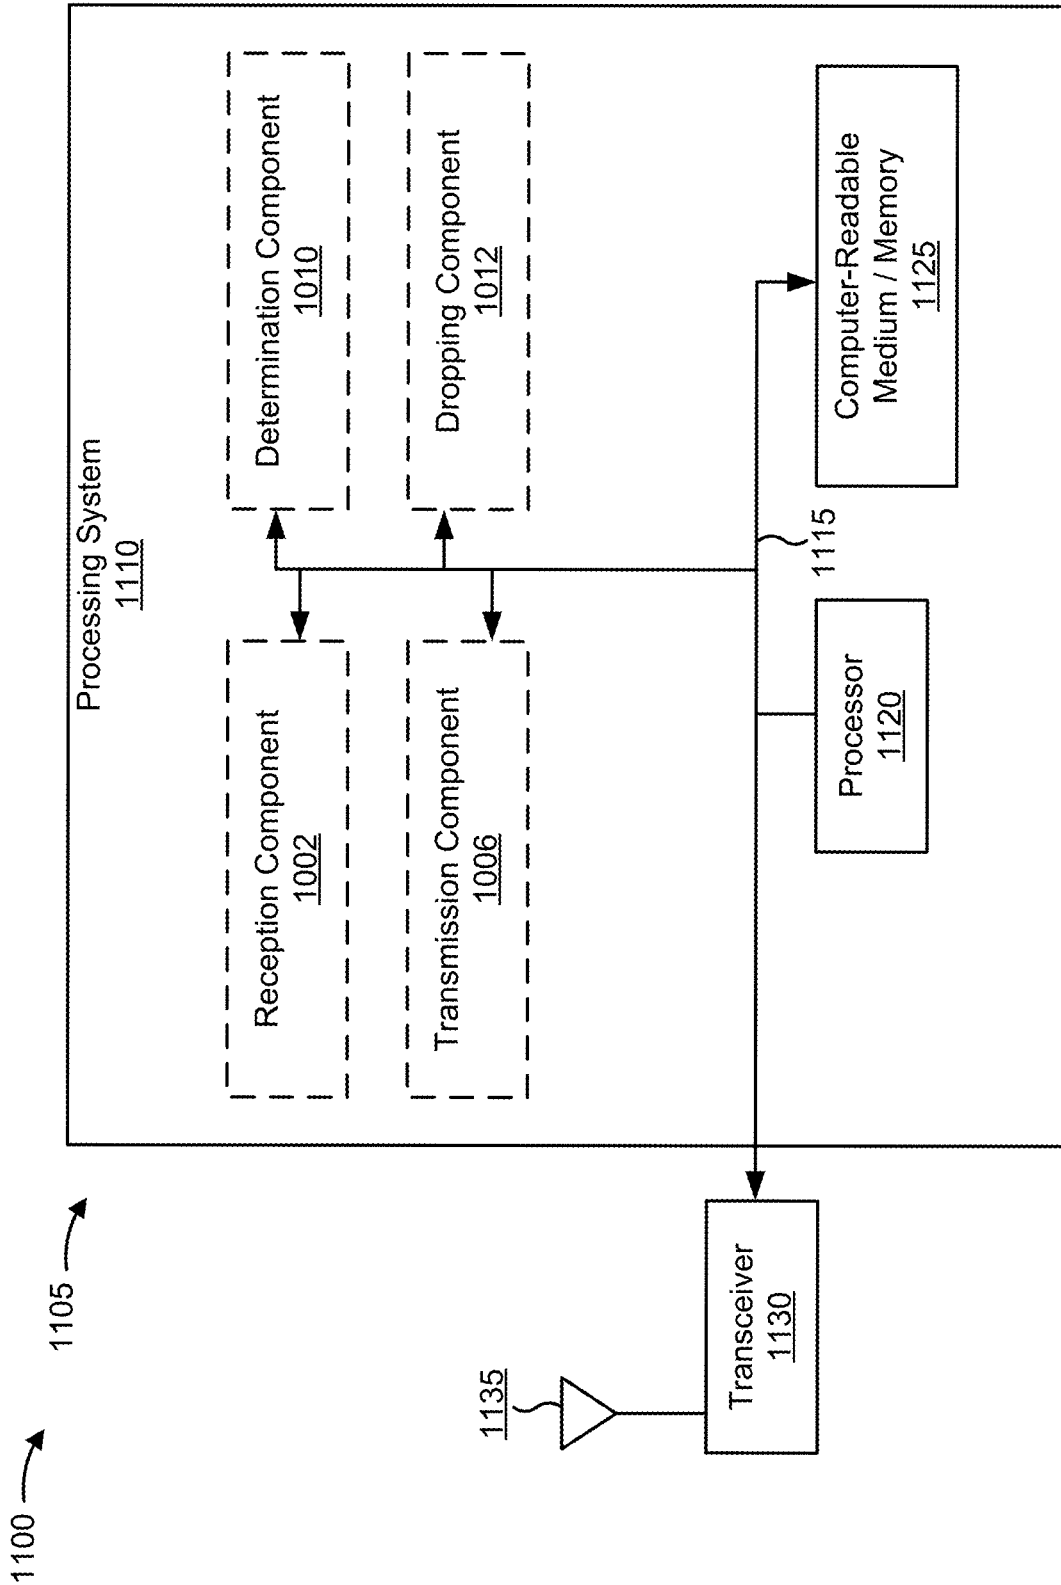 1100
1105
Processing System
1110
Reception Component
1002
Determination Component
1010
Transmission Component
1006
Dropping Component
1012
1135
Transceiver
1130
1115
Processor
1120
Computer-Readable
Medium / Memory
1125